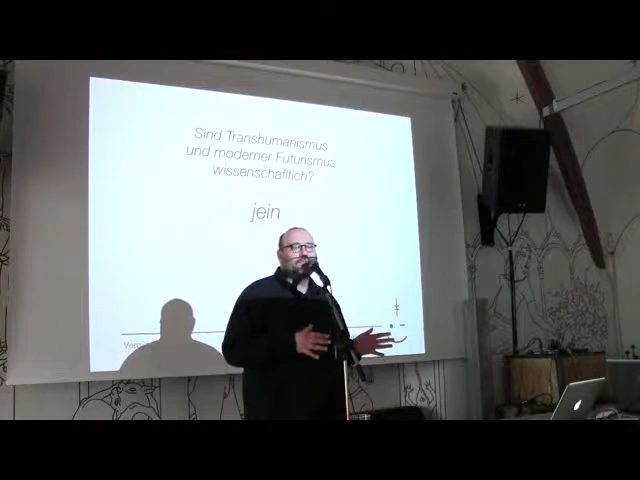 Sind Transhumanismus
und moderner Futurismus
wissenschaftlich?
jein